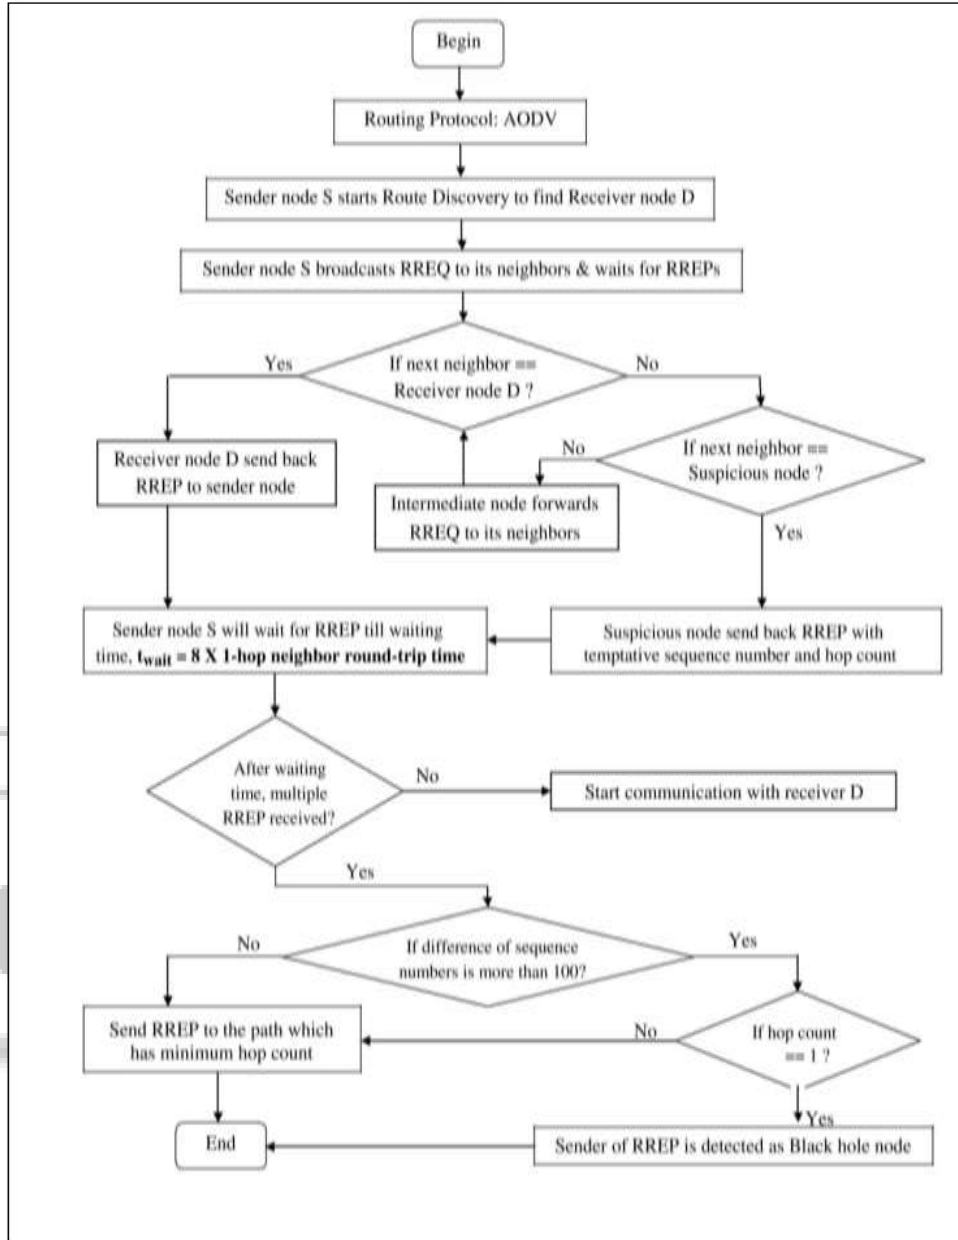 Begin
Routing Protocol: AODV
Sender node S starts Route Discovery to find Receiver node D
Sender node S broadcasts RREQ to its neighbors & waits for RREPs
Yes
If next neighbor ==
Receiver node D ?
No
Receiver node D send back
RREP to sender node
No
If next neighbor ==
Suspicious node ?
Intermediate node forwards
RREQ to its neighbors
Yes
Sender node S will wait for RREP till waiting
time, twait = 8 X 1-hop neighbor round-trip time
Suspicious node send back RREP with
temptative sequence number and hop count
After waiting
time, multiple
RREP received?
No
Start communication with receiver D
Yes
No
If difference of sequence
numbers is more than 100?
Yes
Send RREP to the path which
has minimum hop count
No
If hop count
== 1 ?
Yes
End
Sender of RREP is detected as Black hole node